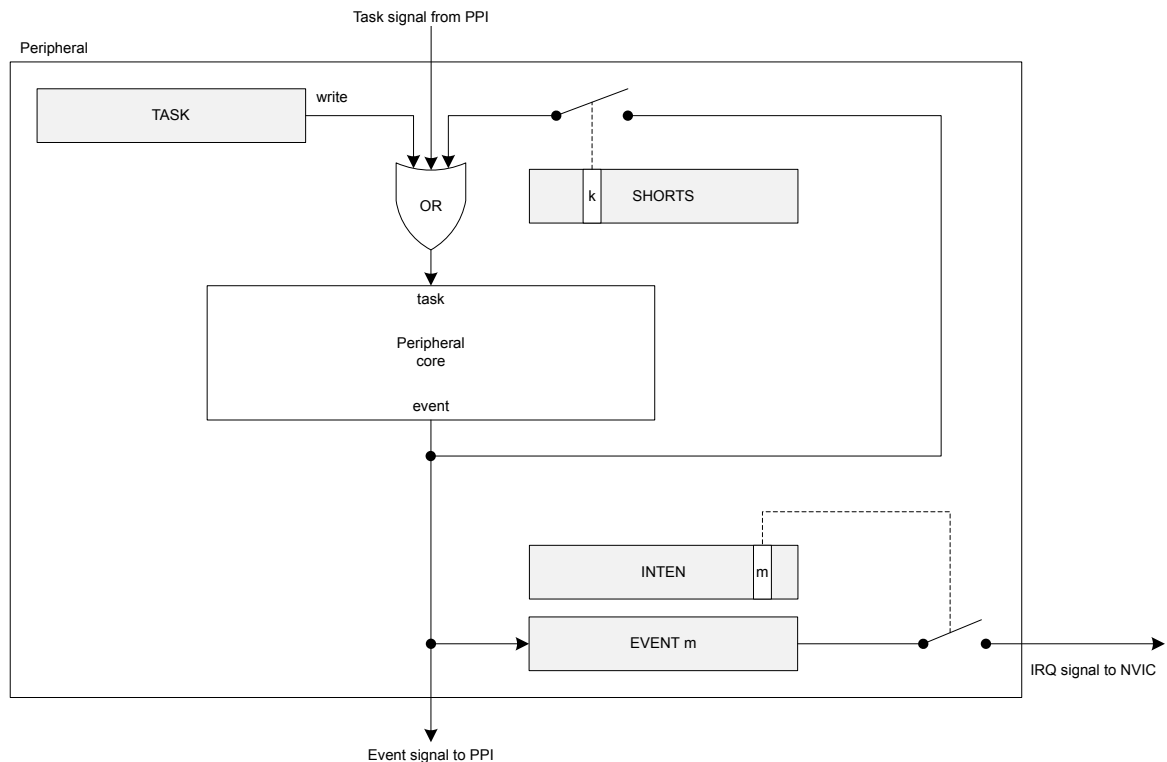 Task signal from PPI
Peripheral
write
TASK
k
SHORTS
OR
task
Peripheral
core
event
INTEN
m
EVENT m
IRQ signal to NVIC
Event signal to PPI